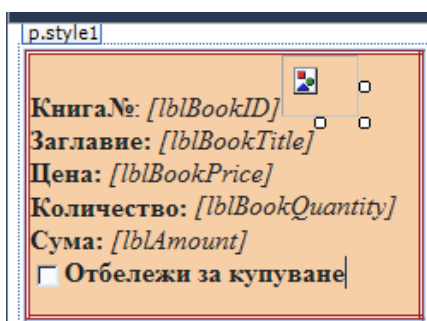 p.style1
Книга№: [lblBookID]
Заглавие: [lblBookTitle]
Цена: [lblBookPrice]
Количество: [lblBookQuantity]
Сума: [lblAmount]
Отбележи за купуване